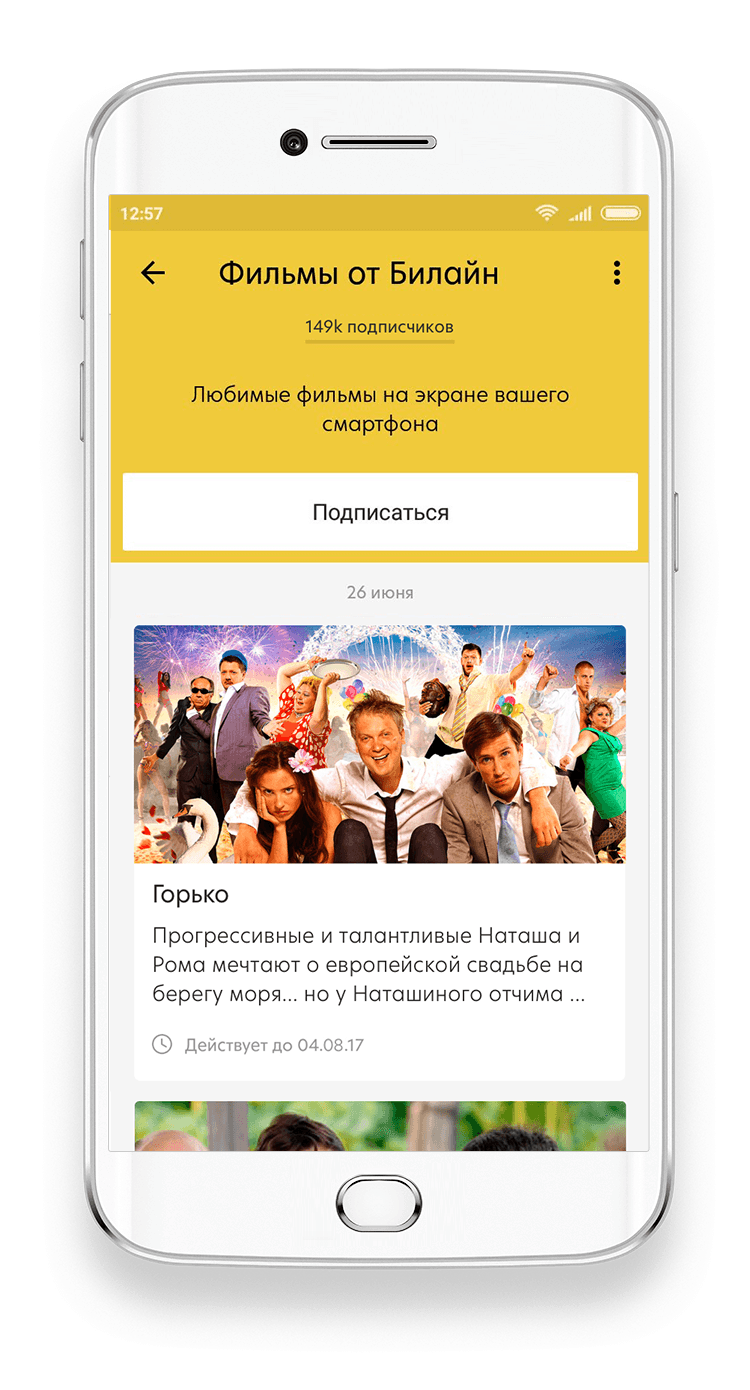 12:57
Фильмы от Билайн
149k подписчиков
Любимые фильмы на экране вашего
смартфона
Подписаться
26 июня
Горько
Прогрессивные и талантливые Наташа и
Рома мечтают о европейской свадьбе на
берегу моря... но у Наташиного отчима ...
Действует до 04.08.17